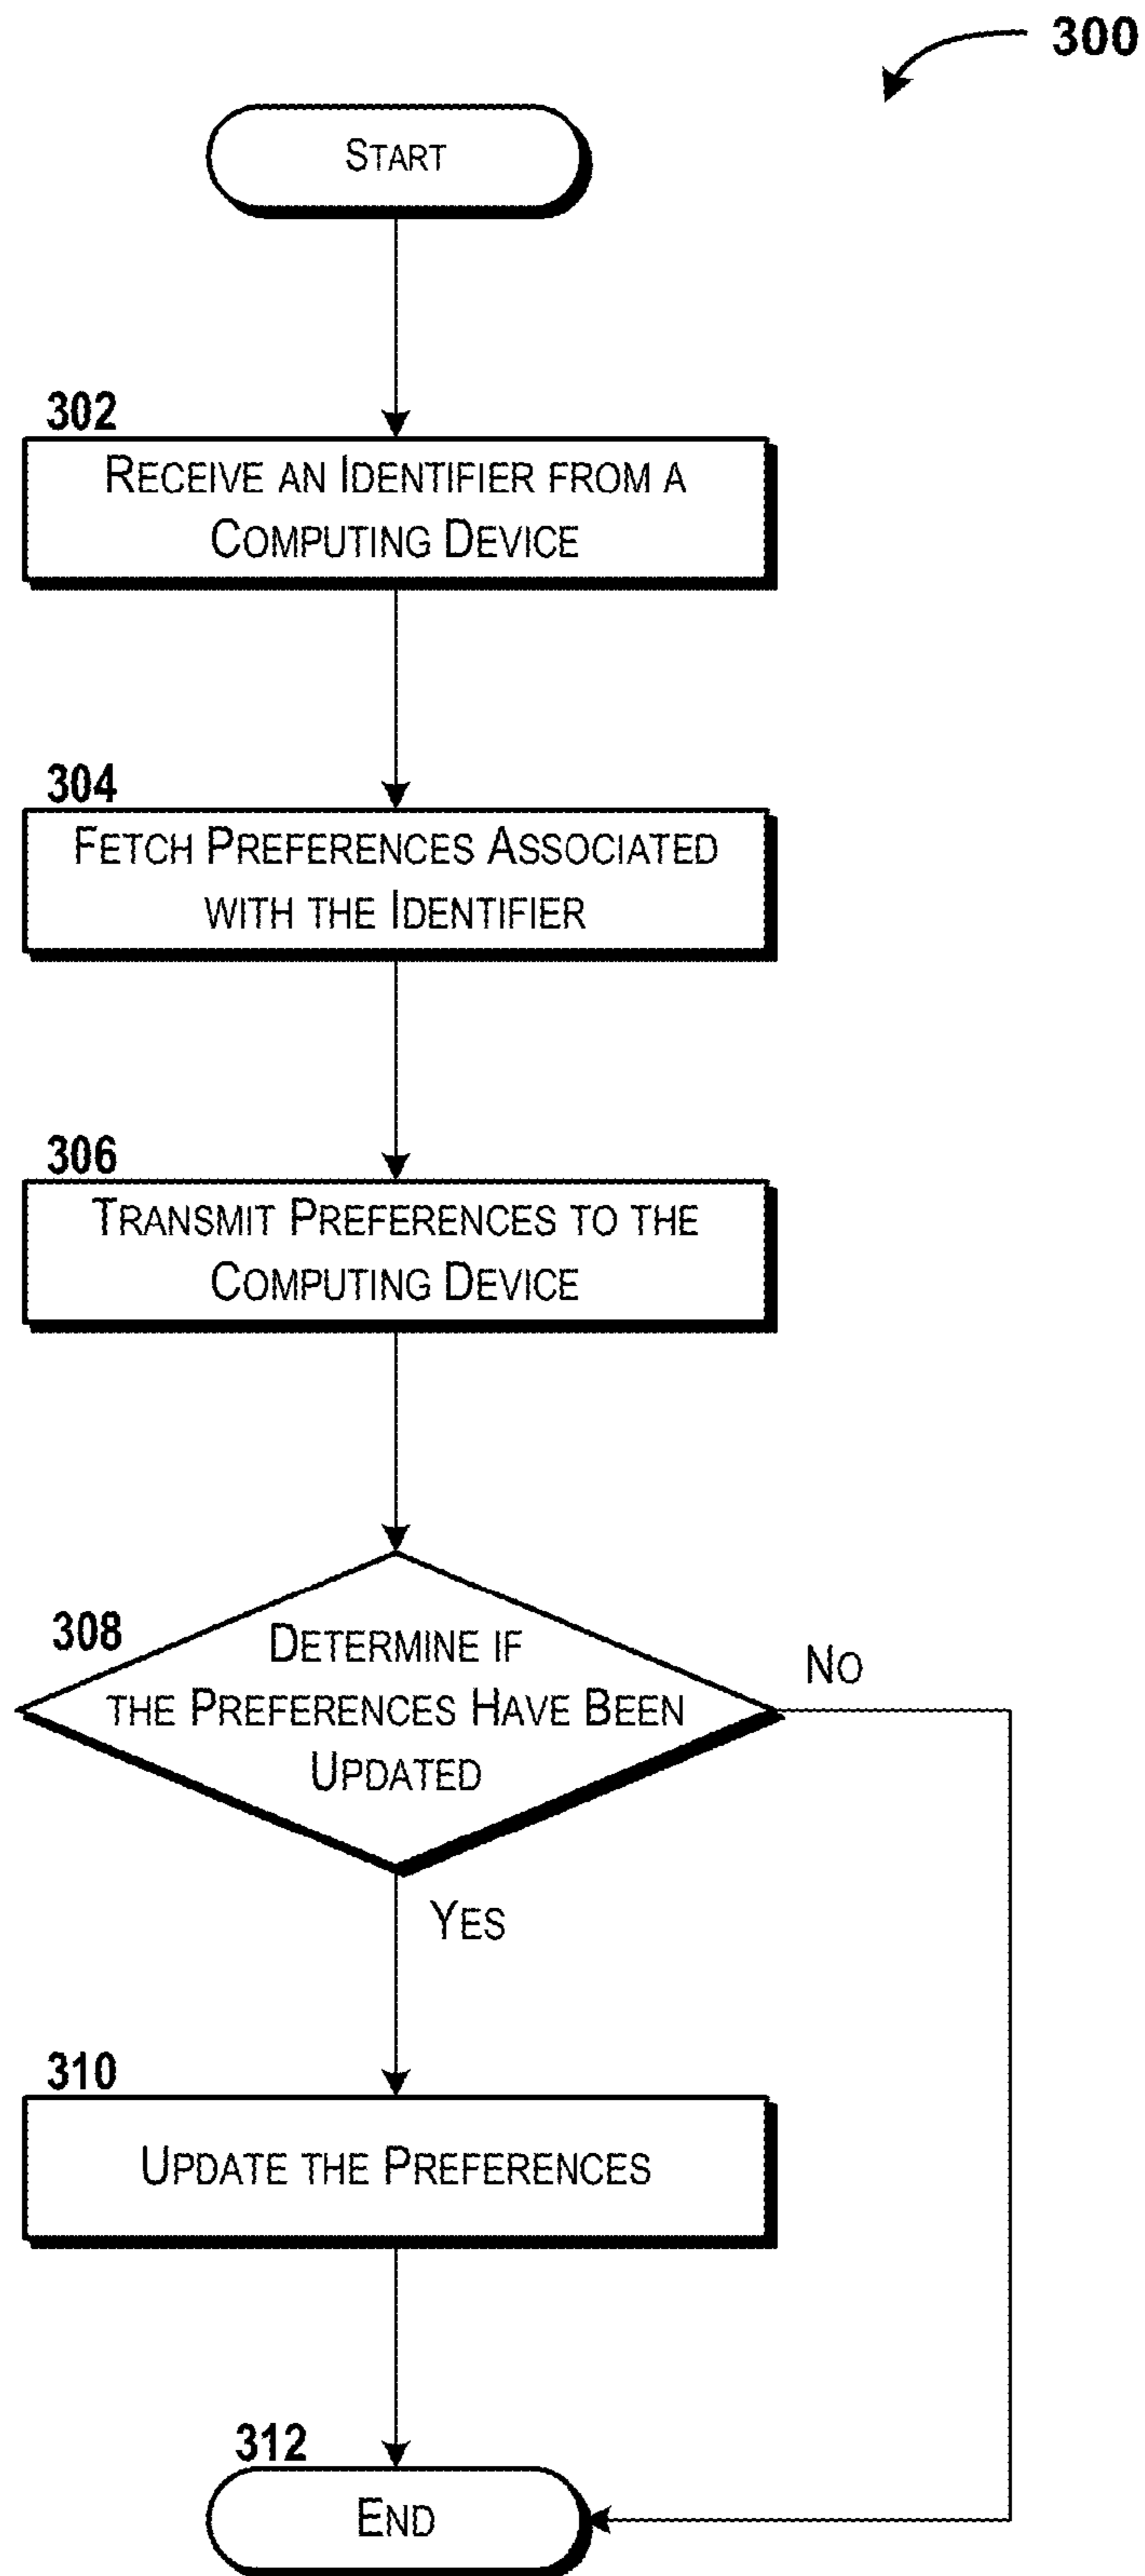 300
START
302
RECEIVE AN IDENTIFIER FROM A
COMPUTING DEVICE
304
FETCH PREFERENCES ASSOCIATED
WITH THE IDENTIFIER
306
TRANSMIT PREFERENCES TO THE
COMPUTING DEVICE
308
DETERMINE IF
THE PREFERENCES HAVE BEEN
UPDATED
NO
YES
310
UPDATE THE PREFERENCES
312
END